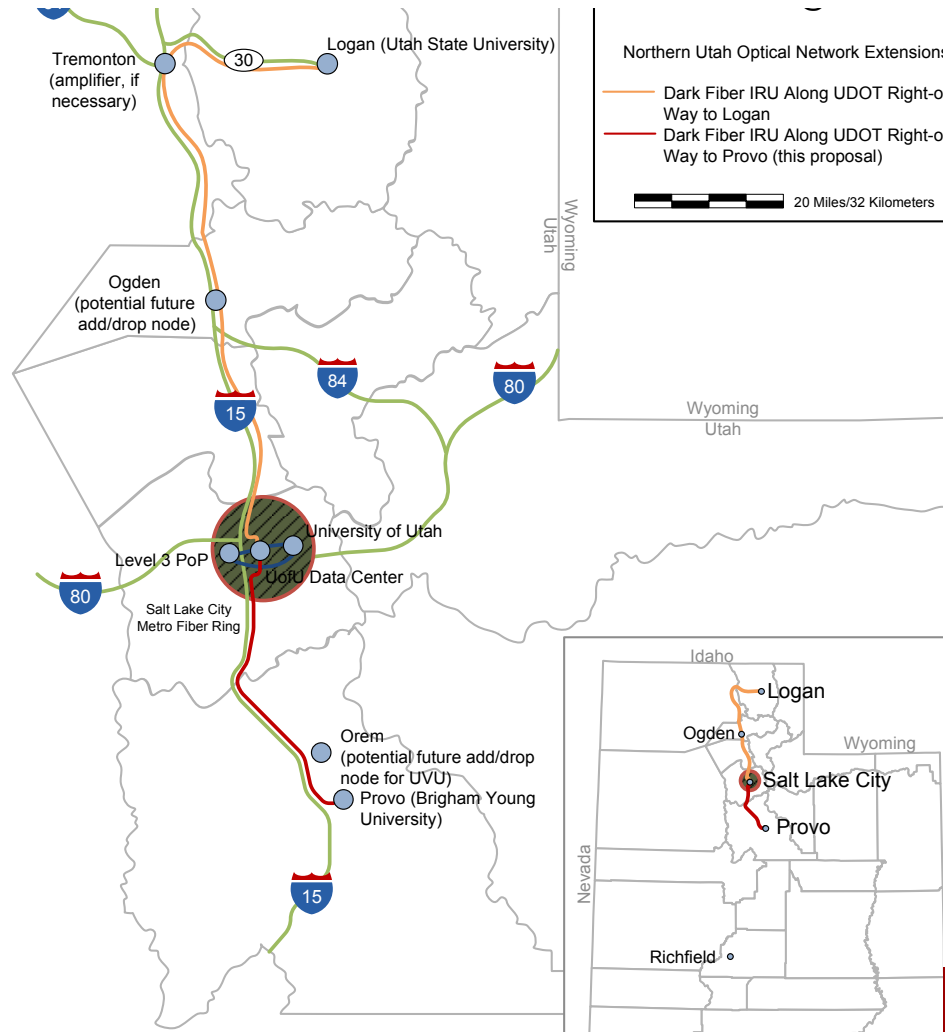 Northern Utah Optical Network Extensions
Dark Fiber IRU Along UDOT Right-o
Way to Logan
Dark Fiber IRU Along UDOT Right-o
Way to Provo (this proposal)
20 Miles/32 Kilometers
Tremonton
(amplifier, if
necessary)
30
Logan (Utah State University)
Wyoming
Utah
Ogden
(potential future
add/drop node)
84
80
15
Wyoming
Utah
University of Utah
Level 3 PoP
UofU Data Center
80
Salt Lake City
Metro Fiber Ring
Orem
(potential future add/drop
node for UVU)
Provo (Brigham Young
University)
15
Idaho
Logan
Ogden
Wyoming
Salt Lake City
Provo
Nevada
Richfield